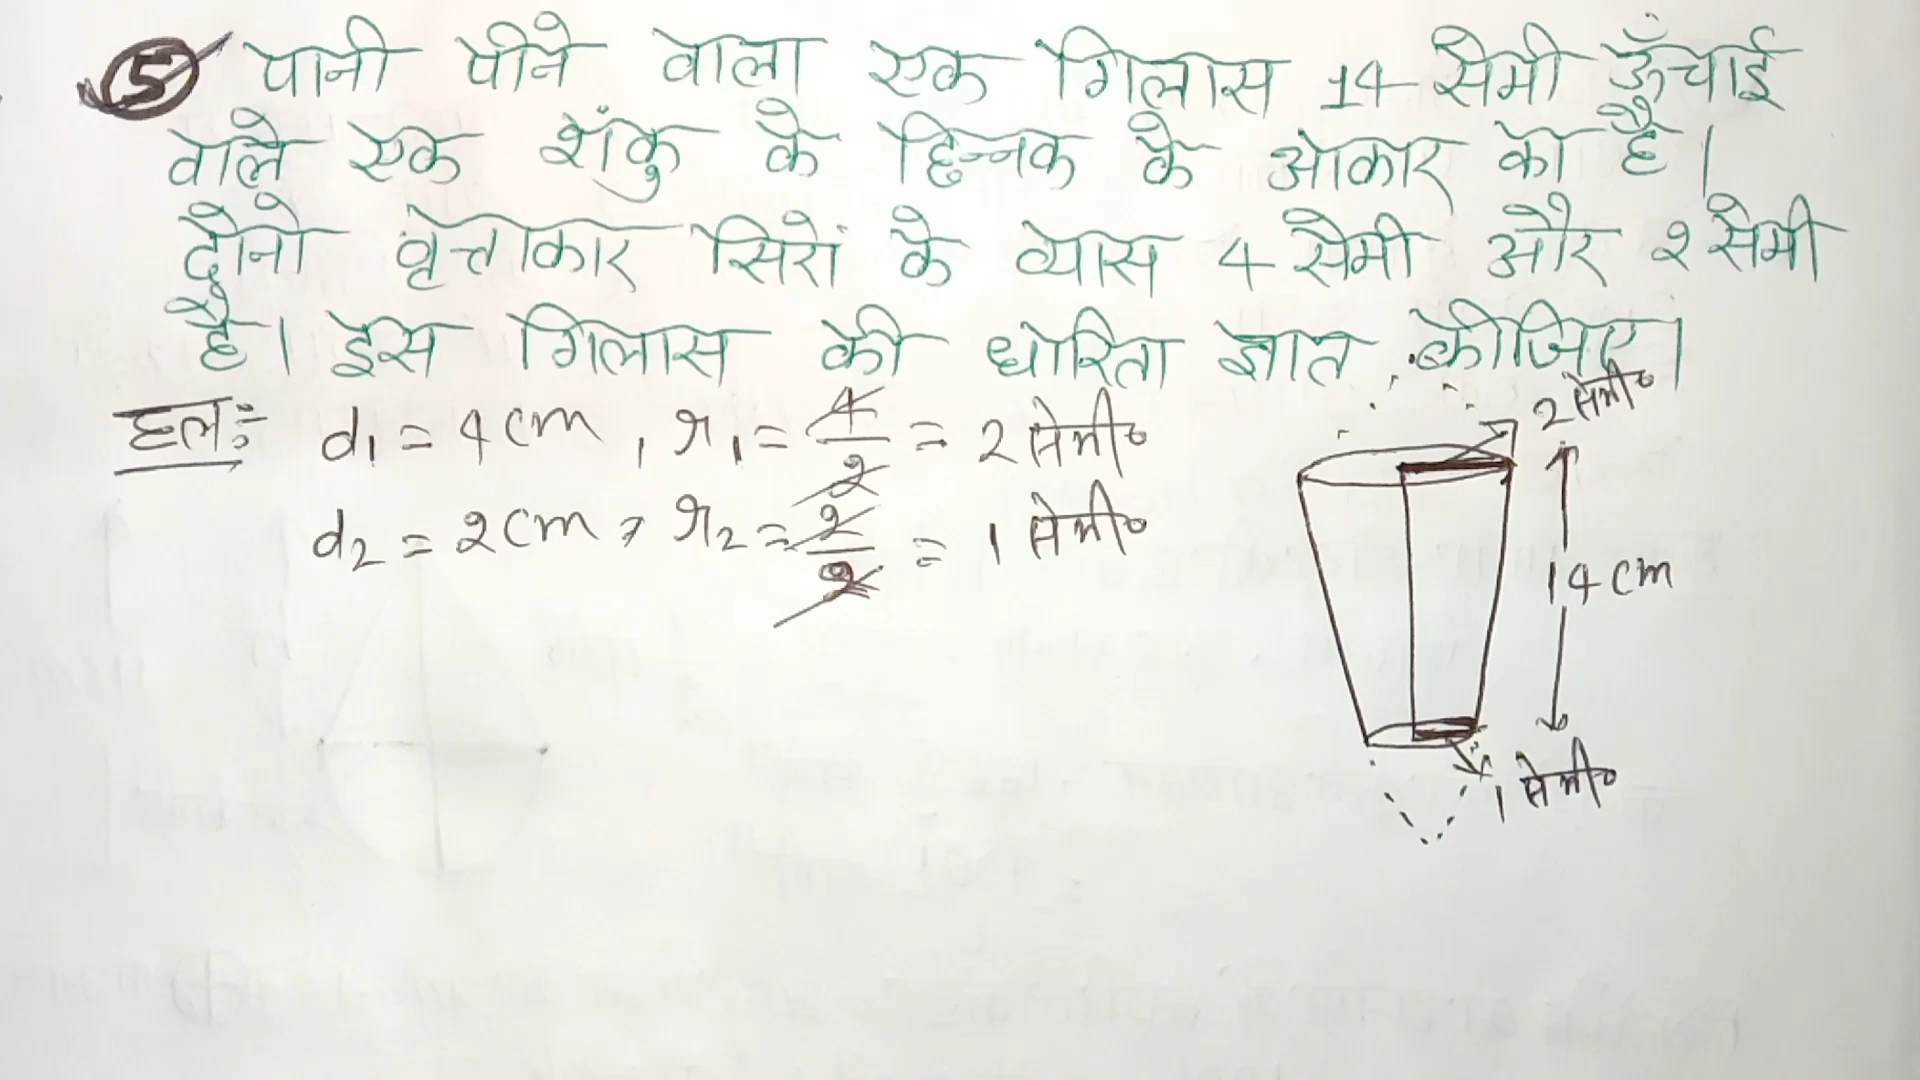 5 पानी पीने वाला एक गिलास 14 सेमी ऊँचाई
वाले एक शंकु के छिन्नक के आकार का है।
दोनो वृत्ताकार सिरों के व्यास 4 सेमी और २ सेमी
है। इस गिलास की धारिता ज्ञात कीजिए।
हलः d₁ = 4 cm, r₁ = 4/2 = 2 सेमी०
d₂ = 2 cm, r₂ = 2/2 = 1 सेमी०
2 सेमी०
14 cm
1 सेमी०